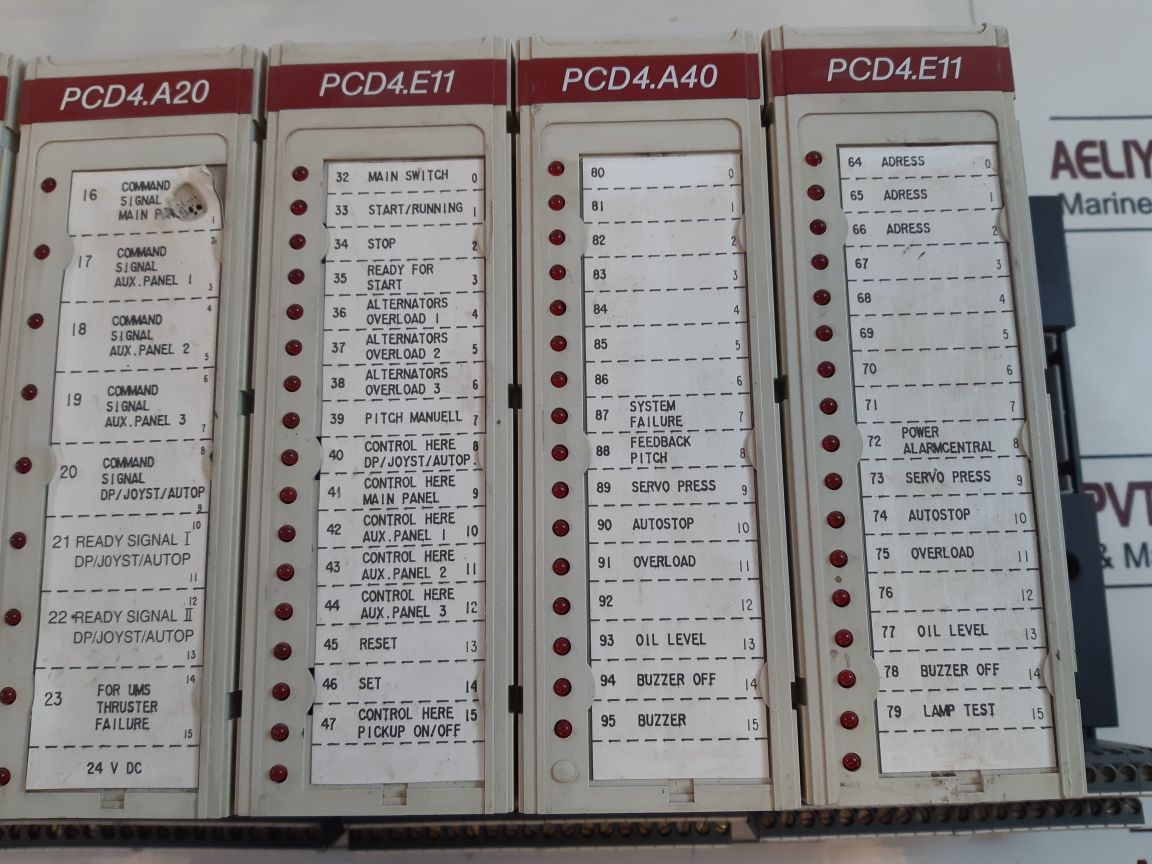 PCD4.A20
16 COMMAND
SIGNAL
MAIN
1
2
17 COMMAND
SIGNAL
AUX.PANEL 1
3
4
18 COMMAND
SIGNAL
AUX.PANEL 2
5
6
19 COMMAND
SIGNAL
AUX.PANEL 3
7
8
20 COMMAND
SIGNAL
DP/JOYST/AUTOP
9
10
21 READY SIGNAL I
DP/JOYST/AUTOP
11
12
22 READY SIGNAL II
DP/JOYST/AUTOP
13
14
23 FOR UMS
THRUSTER
FAILURE
15
24 V DC
PCD4.E11
32 MAIN SWITCH 0
33 START/RUNNING 1
34 STOP 2
35 READY FOR
START 3
36 ALTERNATORS
OVERLOAD 1 4
37 ALTERNATORS
OVERLOAD 2 5
38 ALTERNATORS
OVERLOAD 3 6
39 PITCH MANUELL 7
40 CONTROL HERE 8
DP/JOYST/AUTOP.
41 CONTROL HERE
MAIN PANEL 9
42 CONTROL HERE
AUX.PANEL 1 10
43 CONTROL HERE
AUX.PANEL 2 11
44 CONTROL HERE
AUX.PANEL 3 12
45 RESET 13
46 SET 14
47 CONTROL HERE 15
PICKUP ON/OFF
PCD4.A40
80 0
81 1
82 2
83 3
84 4
85 5
86 6
87 SYSTEM
FAILURE 7
88 FEEDBACK
PITCH 8
89 SERVO PRESS 9
90 AUTOSTOP 10
91 OVERLOAD 11
92 12
93 OIL LEVEL 13
94 BUZZER OFF 14
95 BUZZER 15
PCD4.E11
64 ADRESS 0
65 ADRESS 1
66 ADRESS 2
67 3
68 4
69 5
70 6
71 7
72 POWER
ALARMCENTRAL 8
73 SERVO PRESS 9
74 AUTOSTOP 10
75 OVERLOAD 11
76 12
77 OIL LEVEL 13
78 BUZZER OFF 14
79 LAMP TEST 15
AELIY
Marine
PVT
& Ma